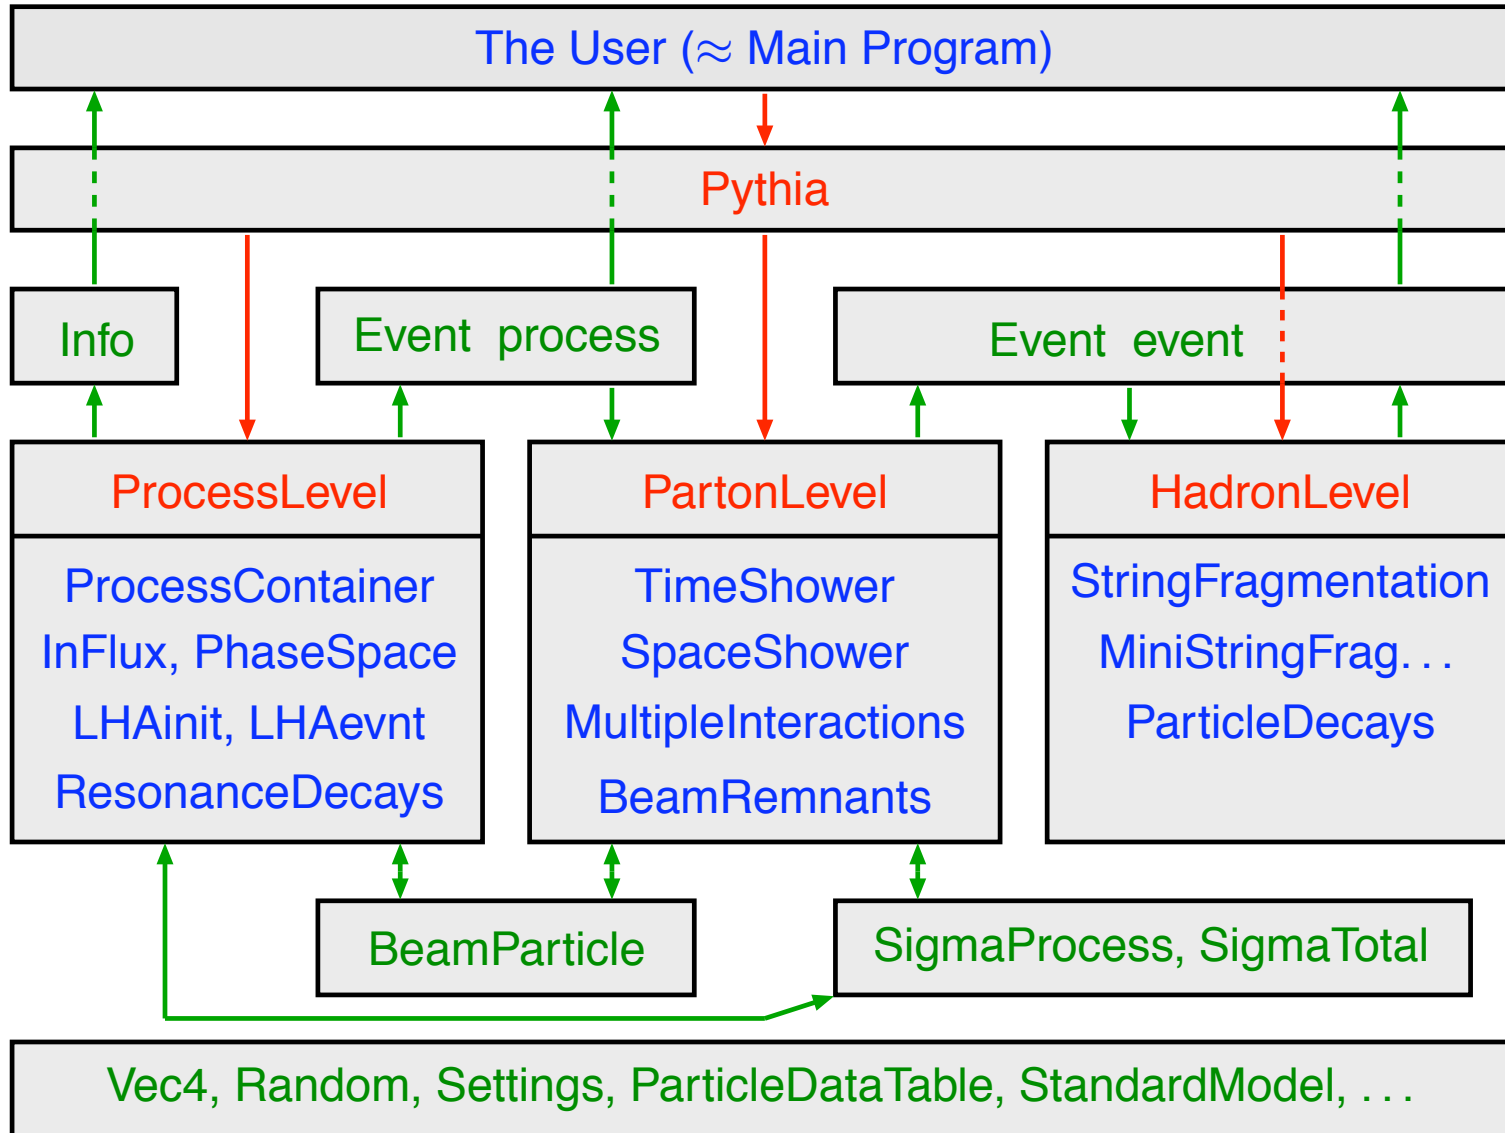 The User (≈ Main Program)
Pythia
Info
Event process
Event event
ProcessLevel
ProcessContainer
InFlux, PhaseSpace
LHAinit, LHAevnt
ResonanceDecays
PartonLevel
TimeShower
SpaceShower
MultipleInteractions
BeamRemnants
HadronLevel
StringFragmentation
MiniStringFrag...
ParticleDecays
BeamParticle
SigmaProcess, SigmaTotal
Vec4, Random, Settings, ParticleDataTable, StandardModel, ...